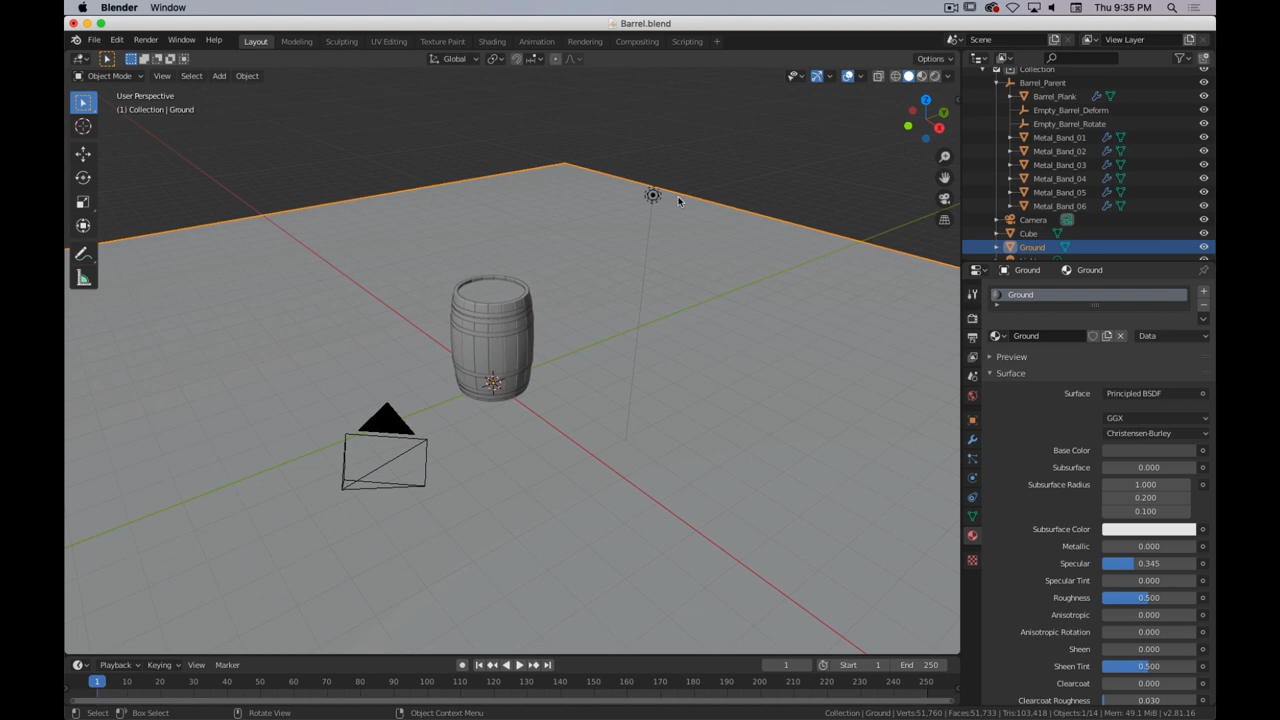 Blender Window Thu 9:35 PM
Barrel.blend
File Edit Render Window Help Layout Modeling Sculpting UV Editing Texture Paint Shading Animation Rendering Compositing Scripting + Scene View Layer
Global Options
Object Mode View Select Add Object
User Perspective
(1) Collection | Ground
Z
Y
X
Collection
Barrel_Parent
Barrel_Plank
Empty_Barrel_Deform
Empty_Barrel_Rotate
Metal_Band_01
Metal_Band_02
Metal_Band_03
Metal_Band_04
Metal_Band_05
Metal_Band_06
Camera
Cube
Ground
Ground Ground
Ground
Ground Data
Preview
Surface
Surface Principled BSDF
GGX
Christensen-Burley
Base Color
Subsurface 0.000
Subsurface Radius 1.000
0.200
0.100
Subsurface Color
Metallic 0.000
Specular 0.345
Specular Tint 0.000
Roughness 0.500
Anisotropic 0.000
Anisotropic Rotation 0.000
Sheen 0.000
Sheen Tint 0.500
Clearcoat 0.000
Clearcoat Roughness 0.030
Playback Keying View Marker 1 Start 1 End 250
1 10 20 30 40 50 60 70 80 90 100 110 120 130 140 150 160 170 180 190 200 210 220 230 240 250
Select Box Select Rotate View Object Context Menu Collection | Ground | Verts:51,760 | Faces:51,733 | Tris:103,418 | Objects:1/14 | Mem: 49.1 MiB | v2.81.16